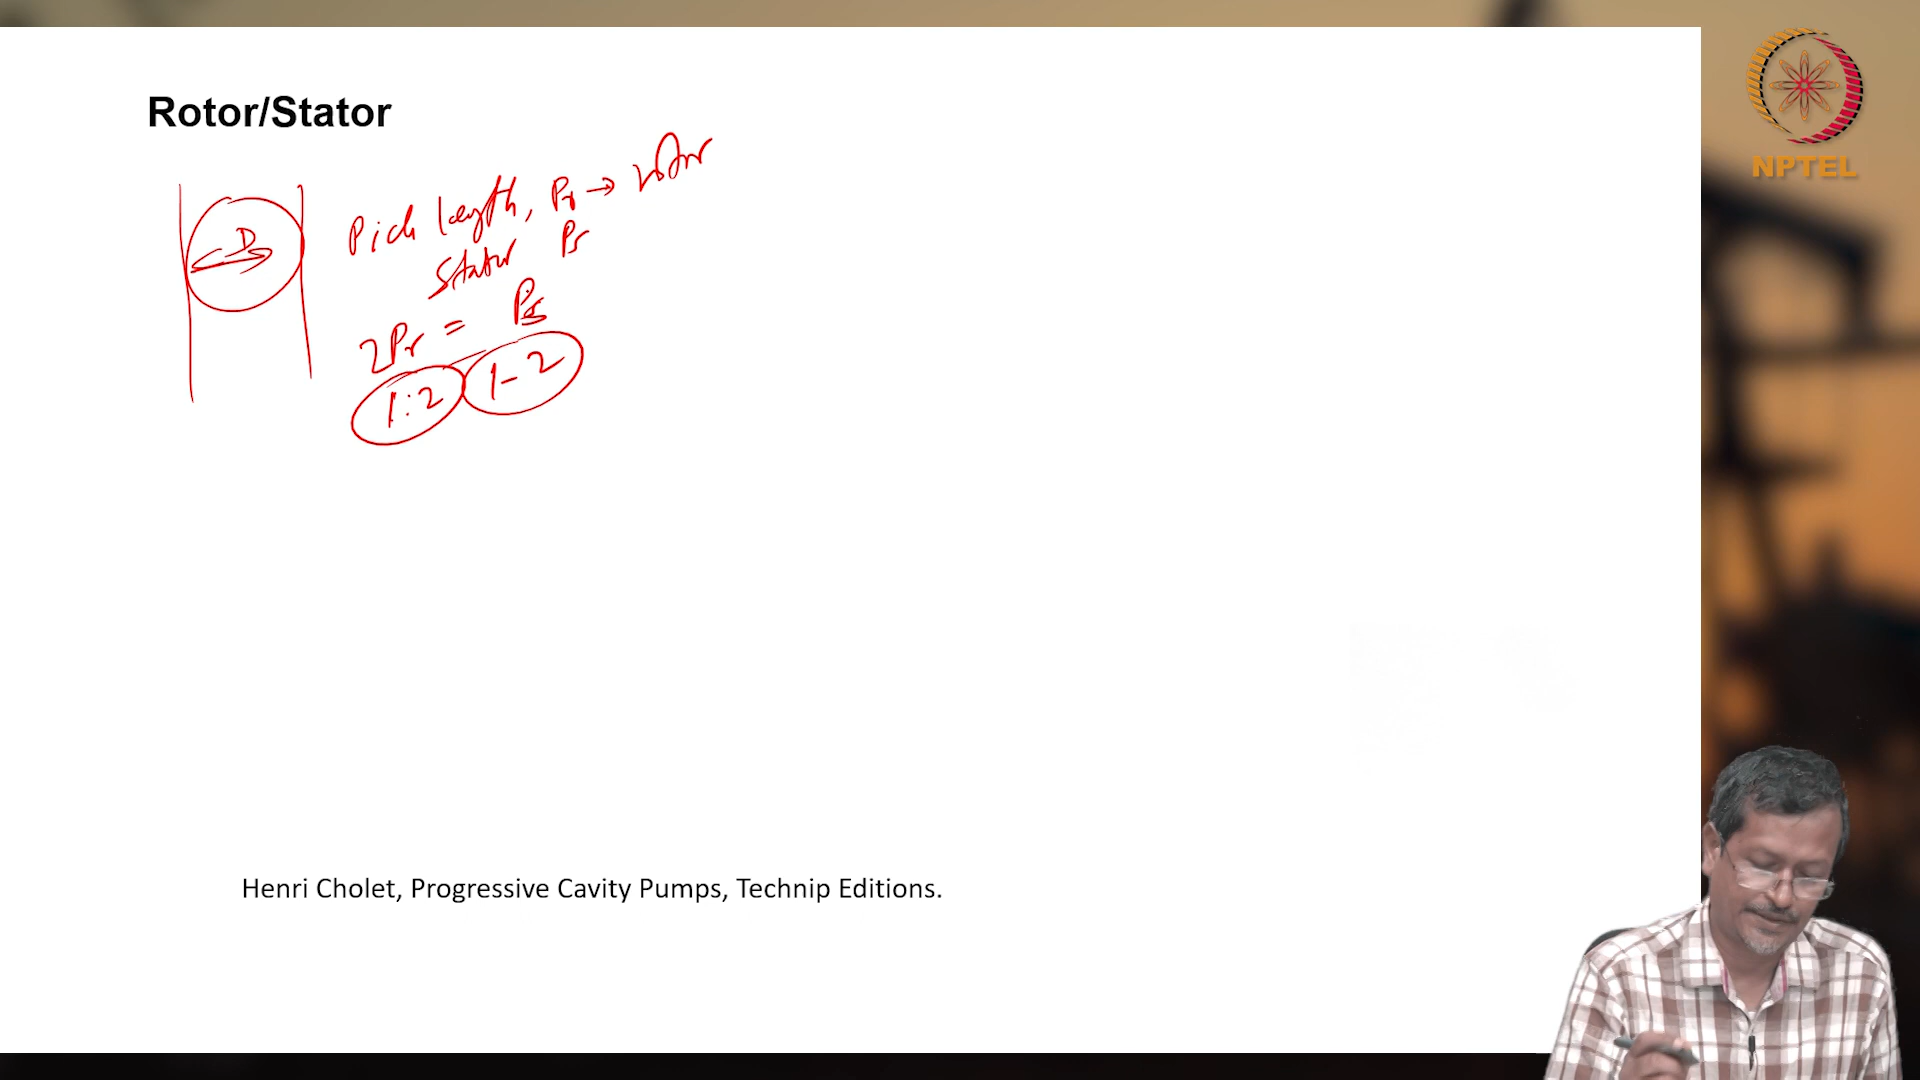 Rotor/Stator
NPTEL
D
Pich length, Pr → rotor
Stator Ps
2Pr = Ps
1:2 1-2
Henri Cholet, Progressive Cavity Pumps, Technip Editions.